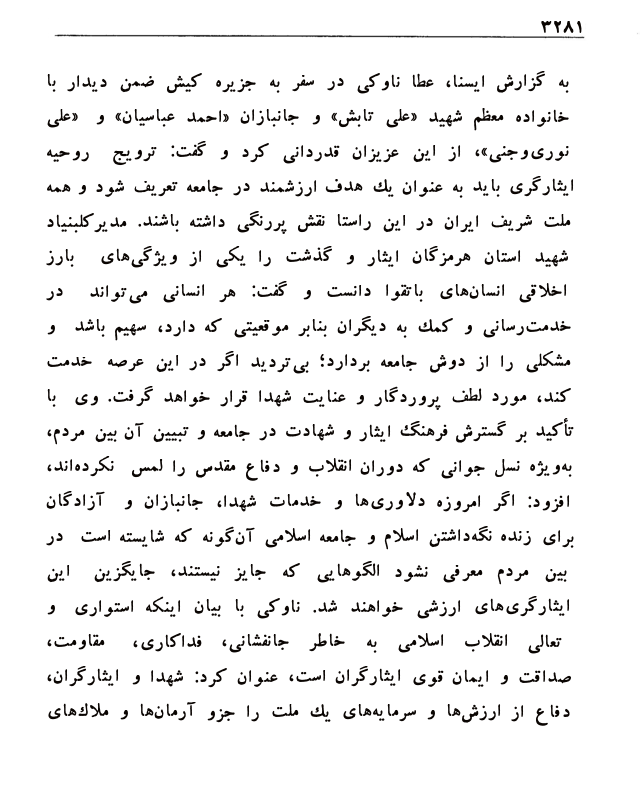 ۳۲۸۱
به گزارش ایسنا، عطا ناوکی در سفر به جزیره کیش ضمن دیدار با
خانواده معظم شهید «علی تابش» و جانبازان «احمد عباسیان» و «علی
نوری‌وجنی»، از این عزیزان قدردانی کرد و گفت: ترویج روحیه
ایثارگری باید به عنوان یك هدف ارزشمند در جامعه تعریف شود و همه
ملت شریف ایران در این راستا نقش پررنگی داشته باشند. مدیرکلبنیاد
شهید استان هرمزگان ایثار و گذشت را یکی از ویژگی‌های بارز
اخلاقی انسان‌های باتقوا دانست و گفت: هر انسانی می‌تواند در
خدمت‌رسانی و کمك به دیگران بنابر موقعیتی که دارد، سهیم باشد و
مشکلی را از دوش جامعه بردارد؛ بی‌تردید اگر در این عرصه خدمت
کند، مورد لطف پروردگار و عنایت شهدا قرار خواهد گرفت. وی با
تأکید بر گسترش فرهنگ ایثار و شهادت در جامعه و تبیین آن بین مردم،
به‌ویژه نسل جوانی که دوران انقلاب و دفاع مقدس را لمس نکرده‌اند،
افزود: اگر امروزه دلاوری‌ها و خدمات شهدا، جانبازان و آزادگان
برای زنده نگه‌داشتن اسلام و جامعه اسلامی آن‌گونه که شایسته است در
بین مردم معرفی نشود الگوهایی که جایز نیستند، جایگزین این
ایثارگری‌های ارزشی خواهند شد. ناوکی با بیان اینکه استواری و
تعالی انقلاب اسلامی به خاطر جانفشانی، فداکاری، مقاومت،
صداقت و ایمان قوی ایثارگران است، عنوان کرد: شهدا و ایثارگران،
دفاع از ارزش‌ها و سرمایه‌های یك ملت را جزو آرمان‌ها و ملاك‌های